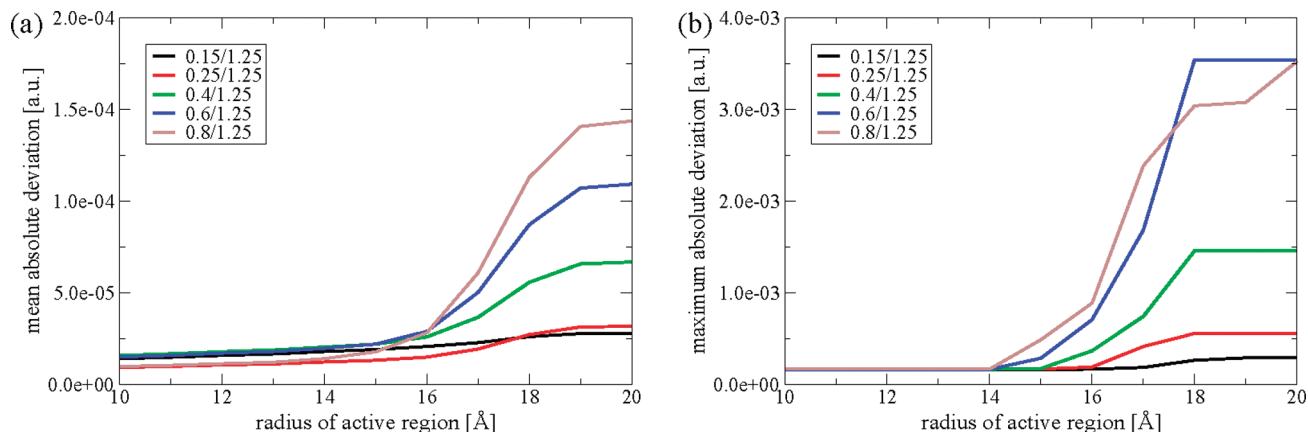 (a)
2.0e-04
1.5e-04
1.0e-04
5.0e-05
0.0e+00
mean absolute deviation [a.u.]
0.15/1.25
0.25/1.25
0.4/1.25
0.6/1.25
0.8/1.25
10 12 14 16 18 20
radius of active region [Å]
(b)
4.0e-03
3.0e-03
2.0e-03
1.0e-03
0.0e+00
maximum absolute deviation [a.u.]
0.15/1.25
0.25/1.25
0.4/1.25
0.6/1.25
0.8/1.25
10 12 14 16 18 20
radius of active region [Å]